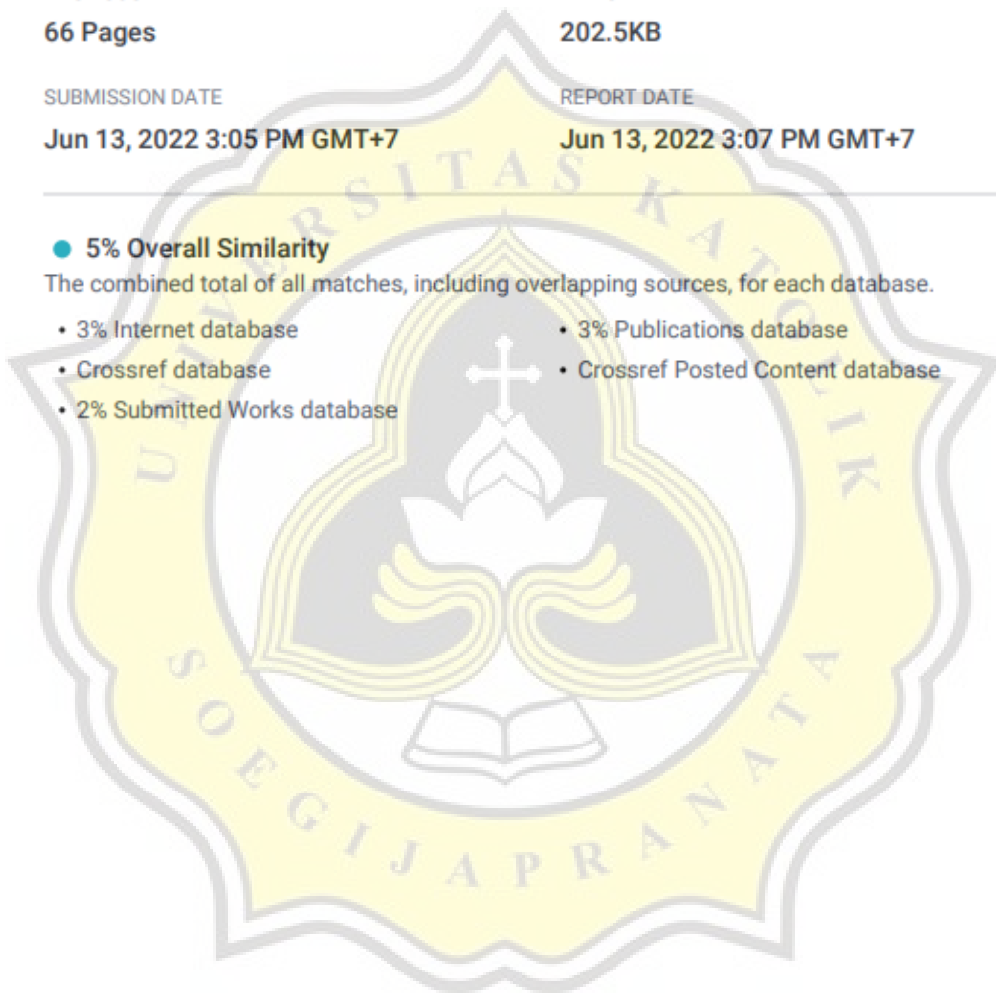 66 Pages 202.5KB
SUBMISSION DATE REPORT DATE
Jun 13, 2022 3:05 PM GMT+7 Jun 13, 2022 3:07 PM GMT+7
● 5% Overall Similarity
The combined total of all matches, including overlapping sources, for each database.
• 3% Internet database • 3% Publications database
• Crossref database • Crossref Posted Content database
• 2% Submitted Works database
UNIVERSITAS KATOLIK
SOEGIJAPRANATA